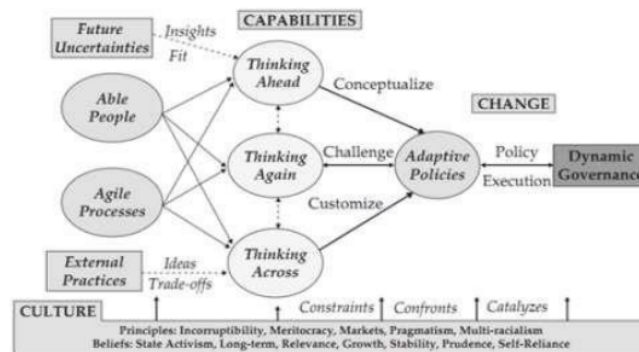 CAPABILITIES
Future
Uncertainties
Insights
Fit
Thinking
Ahead
Conceptualize
Able
People
CHANGE
Thinking
Again
Challenge
Adaptive
Policies
Policy
Execution
Dynamic
Governance
Agile
Processes
Customize
External
Practices
Ideas
Trade-offs
Thinking
Across
CULTURE
Constraints
Confronts
Catalyzes
Principles: Incorruptibility, Meritocracy, Markets, Pragmatism, Multi-racialism
Beliefs: State Activism, Long-term, Relevance, Growth, Stability, Prudence, Self-Reliance